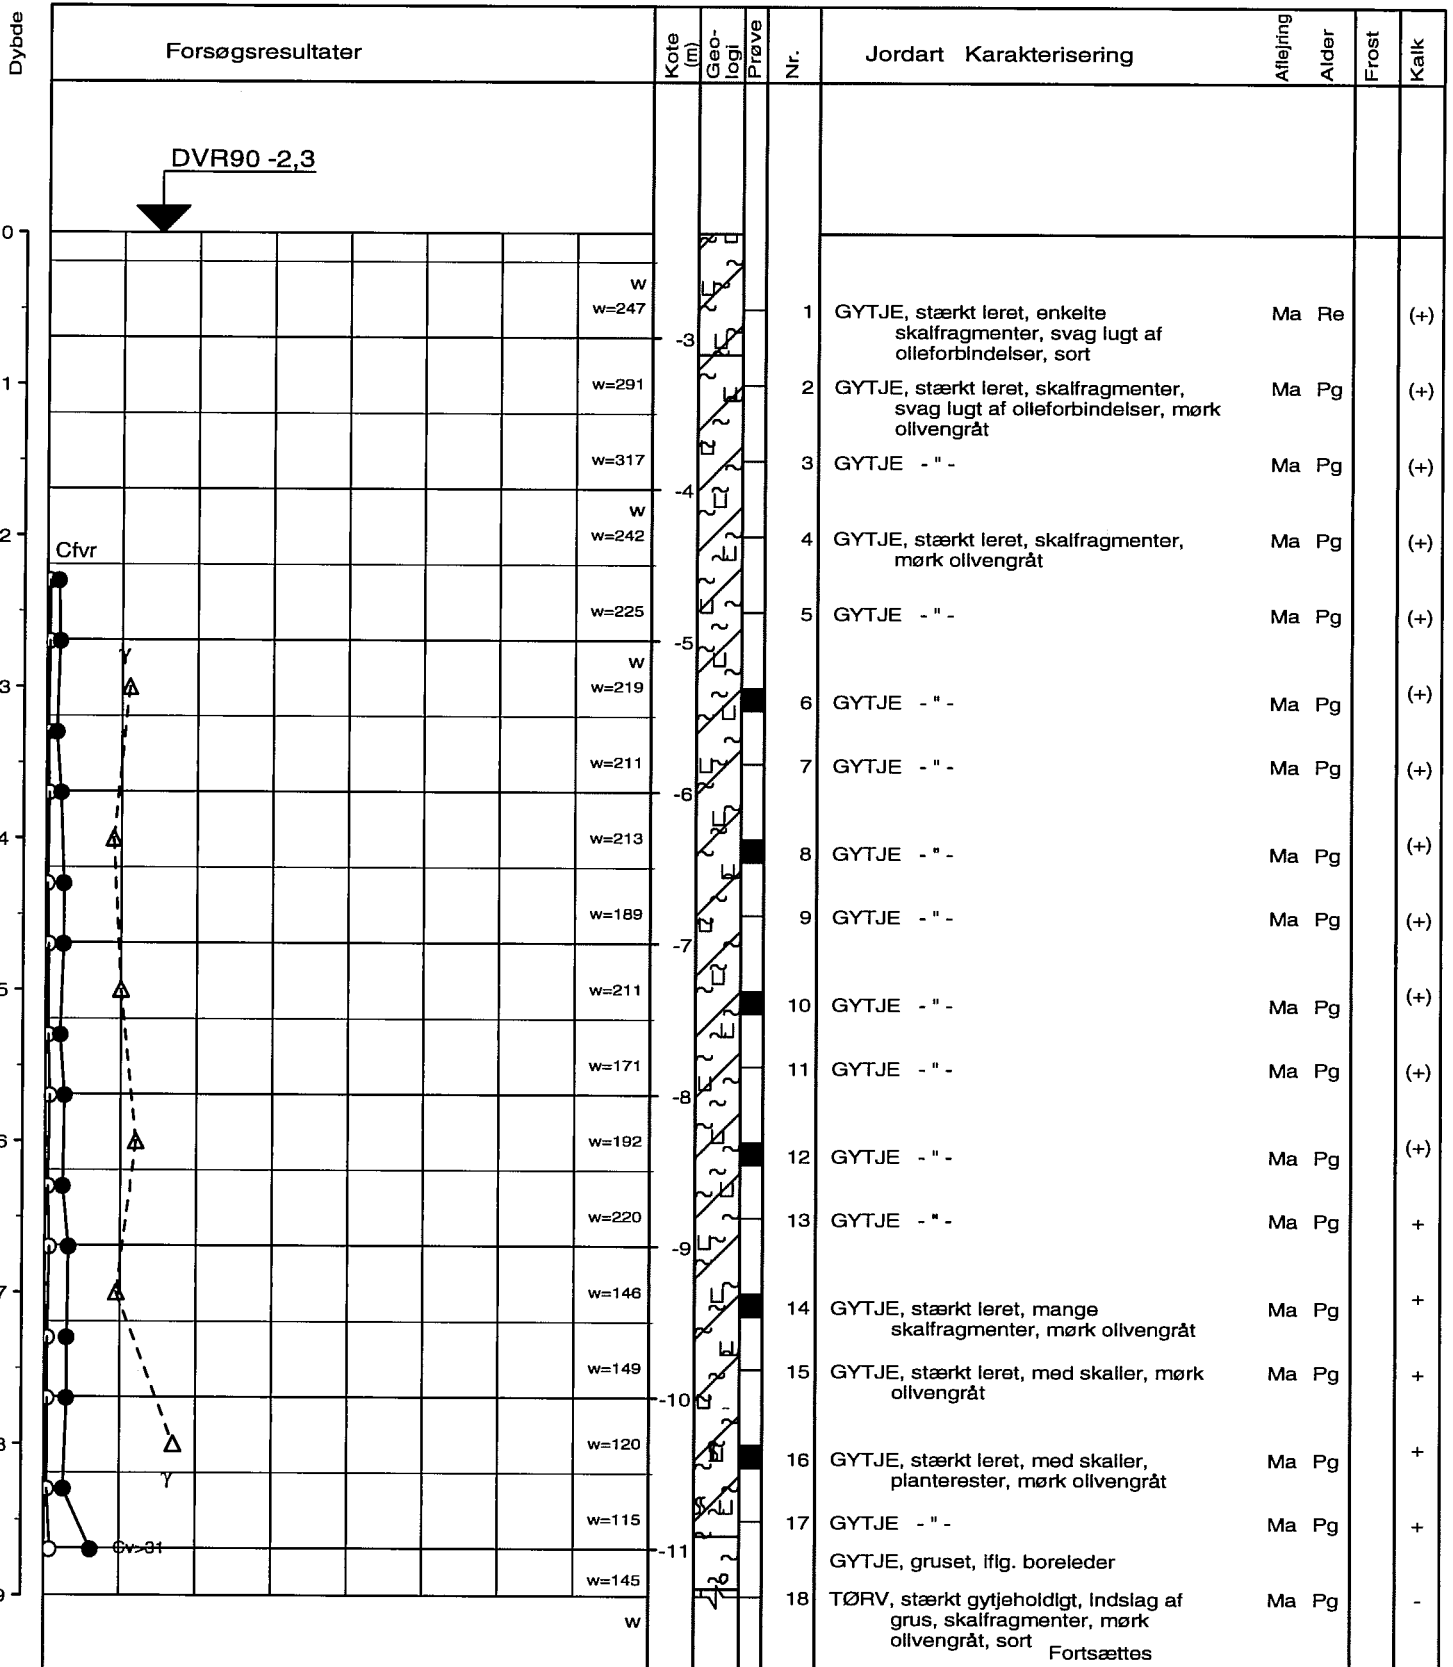 Dybde
Forsøgsresultater
Kote (m)
Geo-logi
Prøve
Nr.
Jordart Karakterisering
Aflejring
Alder
Frost
Kalk
DVR90 -2,3
0
w
w=247
1 GYTJE, stærkt leret, enkelte Ma Re (+)
skalfragmenter, svag lugt af
olieforbindelser, sort
-3
1
w=291
2 GYTJE, stærkt leret, skalfragmenter, Ma Pg (+)
svag lugt af olieforbindelser, mørk
olivengråt
w=317
3 GYTJE - " - Ma Pg (+)
-4
w
2
w=242
4 GYTJE, stærkt leret, skalfragmenter, Ma Pg (+)
mørk olivengråt
Cfvr
w=225
5 GYTJE - " - Ma Pg (+)
-5
γ
w
3
w=219
6 GYTJE - " - Ma Pg (+)
w=211
7 GYTJE - " - Ma Pg (+)
-6
4
w=213
8 GYTJE - " - Ma Pg (+)
w=189
9 GYTJE - " - Ma Pg (+)
-7
5
w=211
10 GYTJE - " - Ma Pg (+)
w=171
11 GYTJE - " - Ma Pg (+)
-8
6
w=192
12 GYTJE - " - Ma Pg (+)
w=220
13 GYTJE - " - Ma Pg +
-9
7
w=146
14 GYTJE, stærkt leret, mange Ma Pg +
skalfragmenter, mørk olivengråt
w=149
15 GYTJE, stærkt leret, med skaller, mørk Ma Pg +
olivengråt
-10
8
w=120
16 GYTJE, stærkt leret, med skaller, Ma Pg +
planterester, mørk olivengråt
γ
w=115
17 GYTJE - " - Ma Pg +
Cv>31
-11
GYTJE, gruset, iflg. boreleder
w=145
9
18 TØRV, stærkt gytjeholdigt, indslag af Ma Pg -
grus, skalfragmenter, mørk
olivengråt, sort
w
Fortsættes